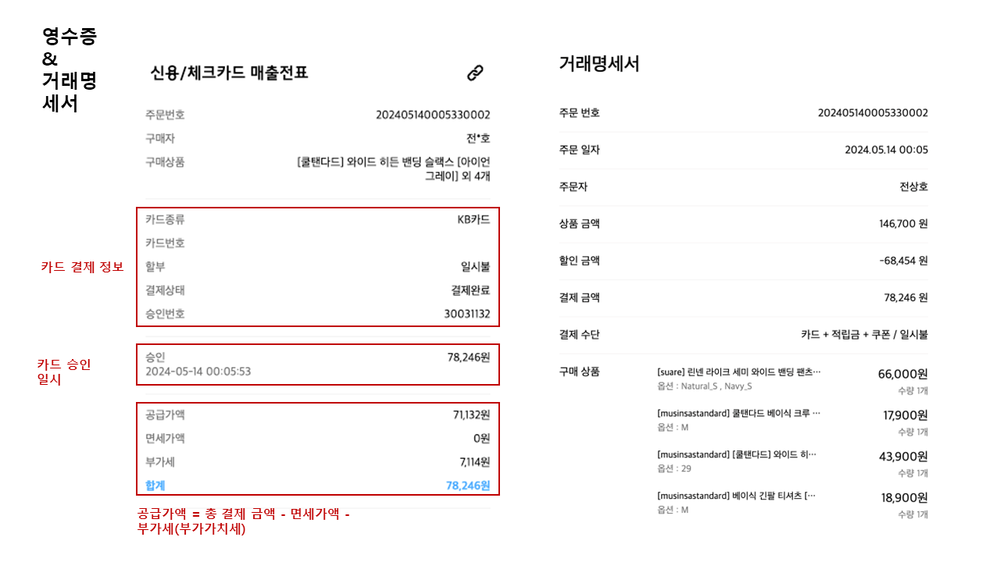 영수증
&
거래명
세서
신용/체크카드 매출전표
주문번호 202405140005330002
구매자 전*호
구매상품 [쿨탠다드] 와이드 히든 밴딩 슬랙스 [아이언
그레이] 외 4개
카드 결제 정보
카드종류 KB카드
카드번호
할부 일시불
결제상태 결제완료
승인번호 30031132
카드 승인
일시
승인 78,246원
2024-05-14 00:05:53
공급가액 71,132원
면세가액 0원
부가세 7,114원
합계 78,246원
공급가액 = 총 결제 금액 - 면세가액 -
부가세(부가가치세)
거래명세서
주문 번호 202405140005330002
주문 일자 2024.05.14 00:05
주문자 전상호
상품 금액 146,700 원
할인 금액 -68,454 원
결제 금액 78,246 원
결제 수단 카드 + 적립금 + 쿠폰 / 일시불
구매 상품 [suare] 린넨 라이크 세미 와이드 밴딩 팬츠… 66,000원
옵션 : Natural_S , Navy_S 수량 1개
[musinsastandard] 쿨탠다드 베이식 크루 … 17,900원
옵션 : M 수량 1개
[musinsastandard] [쿨탠다드] 와이드 히… 43,900원
옵션 : 29 수량 1개
[musinsastandard] 베이식 긴팔 티셔츠 [… 18,900원
옵션 : M 수량 1개